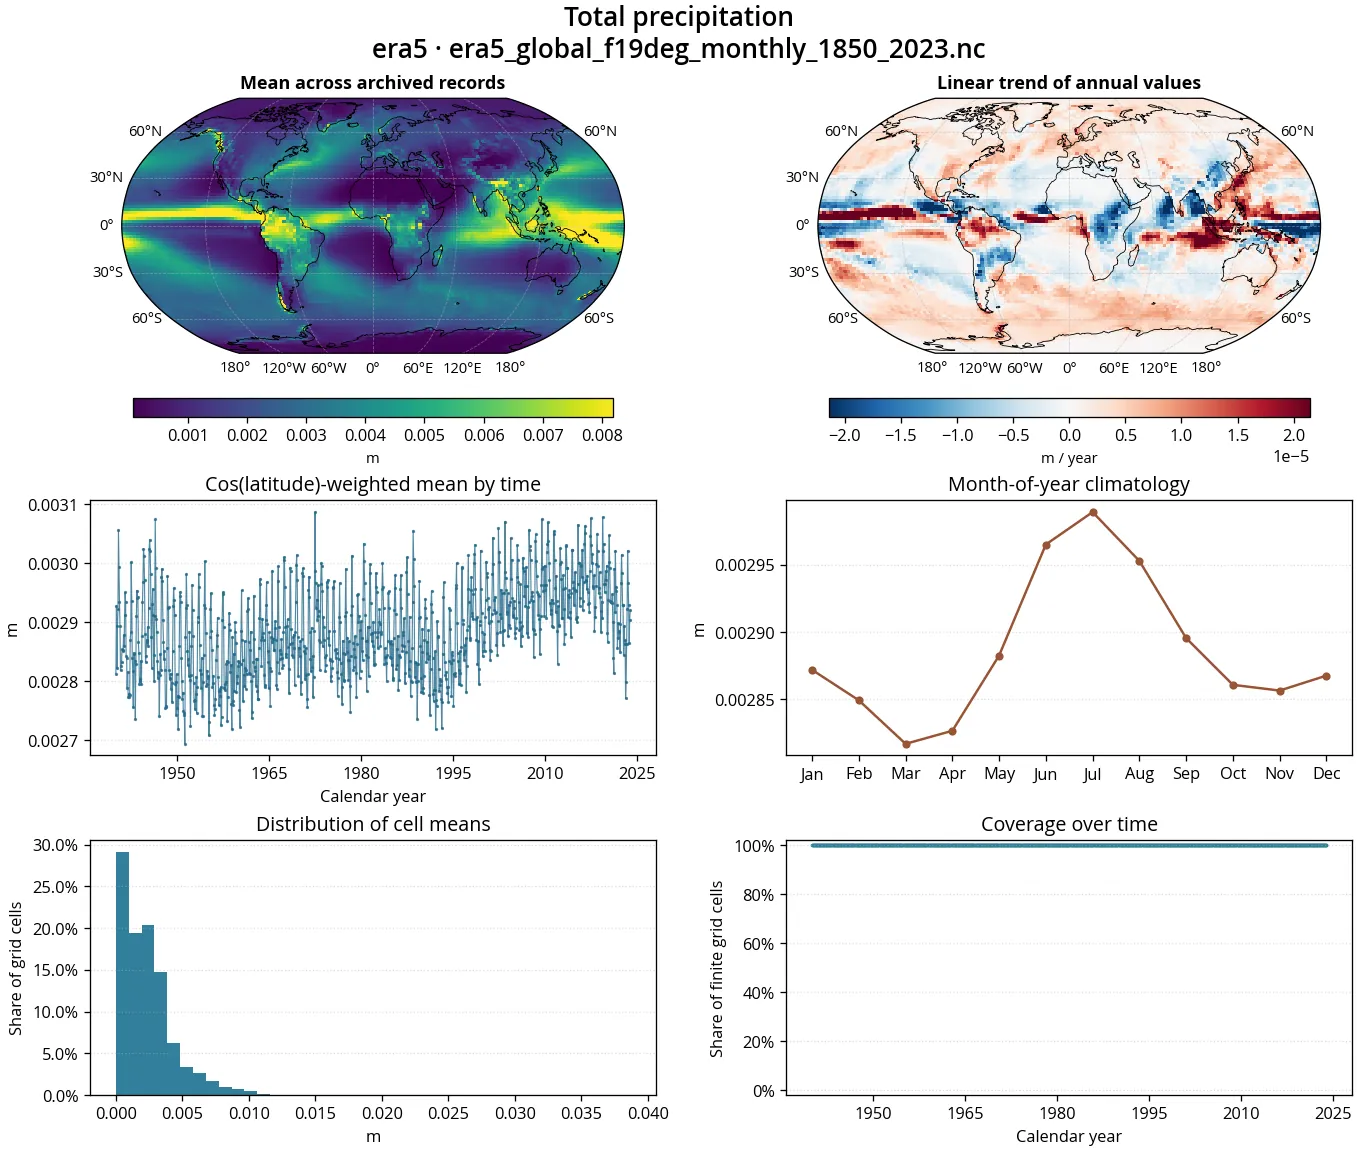 Total precipitation
era5 · era5_global_f19deg_monthly_1850_2023.nc
Mean across archived records
60°N 60°N
30°N
0°
30°S
60°S 60°S
180° 120°W 60°W 0° 60°E 120°E 180°
0.001 0.002 0.003 0.004 0.005 0.006 0.007 0.008
m
Linear trend of annual values
60°N 60°N
30°N
0°
30°S
60°S 60°S
180° 120°W 60°W 0° 60°E 120°E 180°
−2.0 −1.5 −1.0 −0.5 0.0 0.5 1.0 1.5 2.0
m / year 1e−5
Cos(latitude)-weighted mean by time
0.0031
0.0030
0.0029
0.0028
0.0027
m
1950 1965 1980 1995 2010 2025
Calendar year
Month-of-year climatology
0.00295
0.00290
0.00285
m
Jan Feb Mar Apr May Jun Jul Aug Sep Oct Nov Dec
Distribution of cell means
30.0%
25.0%
20.0%
15.0%
10.0%
5.0%
0.0%
Share of grid cells
0.000 0.005 0.010 0.015 0.020 0.025 0.030 0.035 0.040
m
Coverage over time
100%
80%
60%
40%
20%
0%
Share of finite grid cells
1950 1965 1980 1995 2010 2025
Calendar year